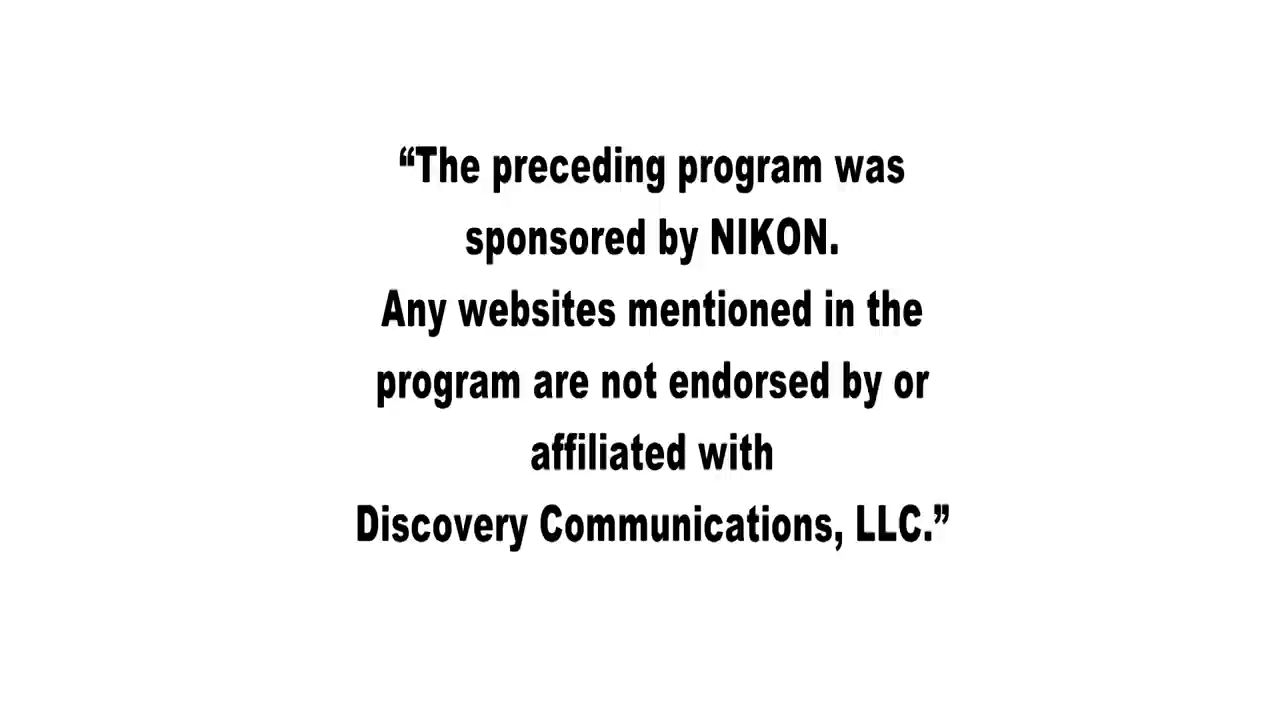 “The preceding program was
sponsored by NIKON.
Any websites mentioned in the
program are not endorsed by or
affiliated with
Discovery Communications, LLC.”